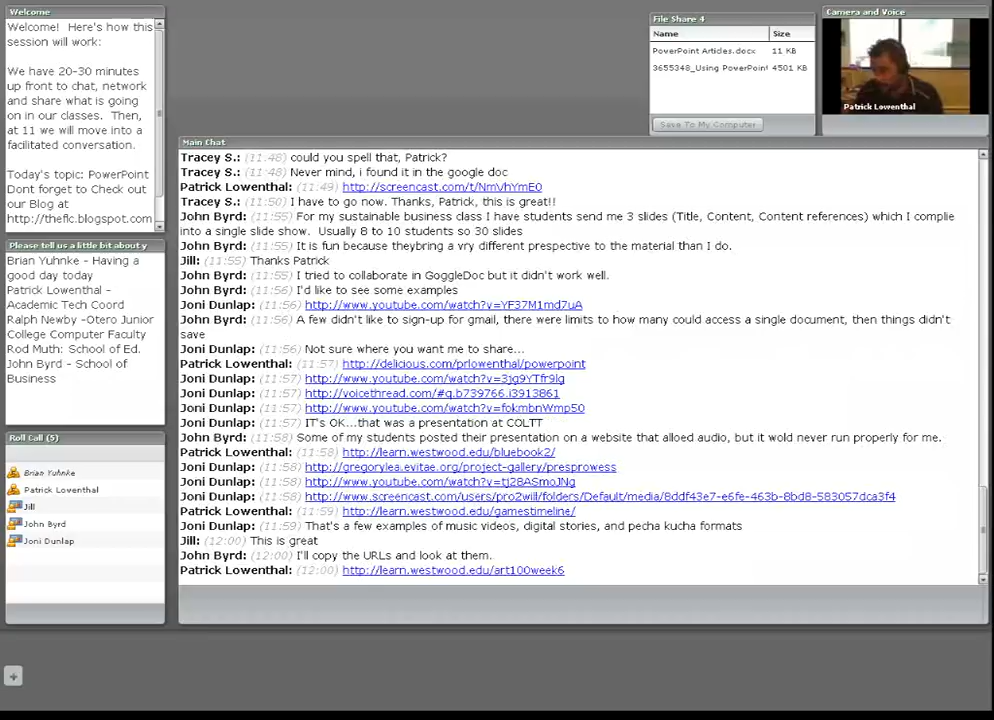 Welcome
Welcome!  Here's how this
session will work:
We have 20-30 minutes
up front to chat, network
and share what is going
on in our classes.  Then,
at 11 we will move into a
facilitated conversation.
Today's topic: PowerPoint
Dont forget to Check out
our Blog at
http://theflc.blogspot.com
Please tell us a little bit about y
Brian Yuhnke - Having a
good day today
Patrick Lowenthal -
Academic Tech Coord
Ralph Newby -Otero Junior
College Computer Faculty
Rod Muth: School of Ed.
John Byrd - School of
Business
Roll Call (5)
Brian Yuhnke
Patrick Lowenthal
Jill
John Byrd
Joni Dunlap
File Share 4
Name Size
PowerPoint Articles.docx 11 KB
3655348_Using PowerPoint 4501 KB
Save To My Computer
Camera and Voice
Patrick Lowenthal
Main Chat
Tracey S.: (11:48) could you spell that, Patrick?
Tracey S.: (11:48) Never mind, i found it in the google doc
Patrick Lowenthal: (11:49) http://screencast.com/t/NmVhYmE0
Tracey S.: (11:50) I have to go now. Thanks, Patrick, this is great!!
John Byrd: (11:55) For my sustainable business class I have students send me 3 slides (Title, Content, Content references) which I complie
into a single slide show.  Usually 8 to 10 students so 30 slides
John Byrd: (11:55) It is fun because theybring a vry different prespective to the material than I do.
Jill: (11:55) Thanks Patrick
John Byrd: (11:55) I tried to collaborate in GoggleDoc but it didn't work well.
John Byrd: (11:56) I'd like to see some examples
Joni Dunlap: (11:56) http://www.youtube.com/watch?v=YF37M1md7uA
John Byrd: (11:56) A few didn't like to sign-up for gmail, there were limits to how many could access a single document, then things didn't
save
Joni Dunlap: (11:56) Not sure where you want me to share...
Patrick Lowenthal: (11:57) http://delicious.com/prlowenthal/powerpoint
Joni Dunlap: (11:57) http://www.youtube.com/watch?v=3jg9YTfr9lg
Joni Dunlap: (11:57) http://voicethread.com/#q.b739766.i3913861
Joni Dunlap: (11:57) http://www.youtube.com/watch?v=fokmbnWmp50
Joni Dunlap: (11:57) IT's OK...that was a presentation at COLTT
John Byrd: (11:58) Some of my students posted their presentation on a website that alloed audio, but it wold never run properly for me.
Patrick Lowenthal: (11:58) http://learn.westwood.edu/bluebook2/
Joni Dunlap: (11:58) http://gregorylea.evitae.org/project-gallery/presprowess
Joni Dunlap: (11:58) http://www.youtube.com/watch?v=tj28ASmoJNg
Joni Dunlap: (11:58) http://www.screencast.com/users/pro2will/folders/Default/media/8ddf43e7-e6fe-463b-8bd8-583057dca3f4
Patrick Lowenthal: (11:59) http://learn.westwood.edu/gamestimeline/
Joni Dunlap: (11:59) That's a few examples of music videos, digital stories, and pecha kucha formats
Jill: (12:00) This is great
John Byrd: (12:00) I'll copy the URLs and look at them.
Patrick Lowenthal: (12:00) http://learn.westwood.edu/art100week6